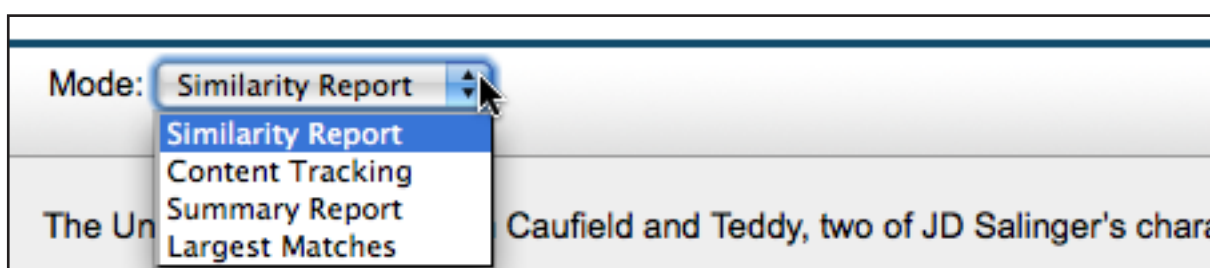 Mode: Similarity Report
Similarity Report
Content Tracking
Summary Report
Largest Matches
The Un Caufield and Teddy, two of JD Salinger's chara